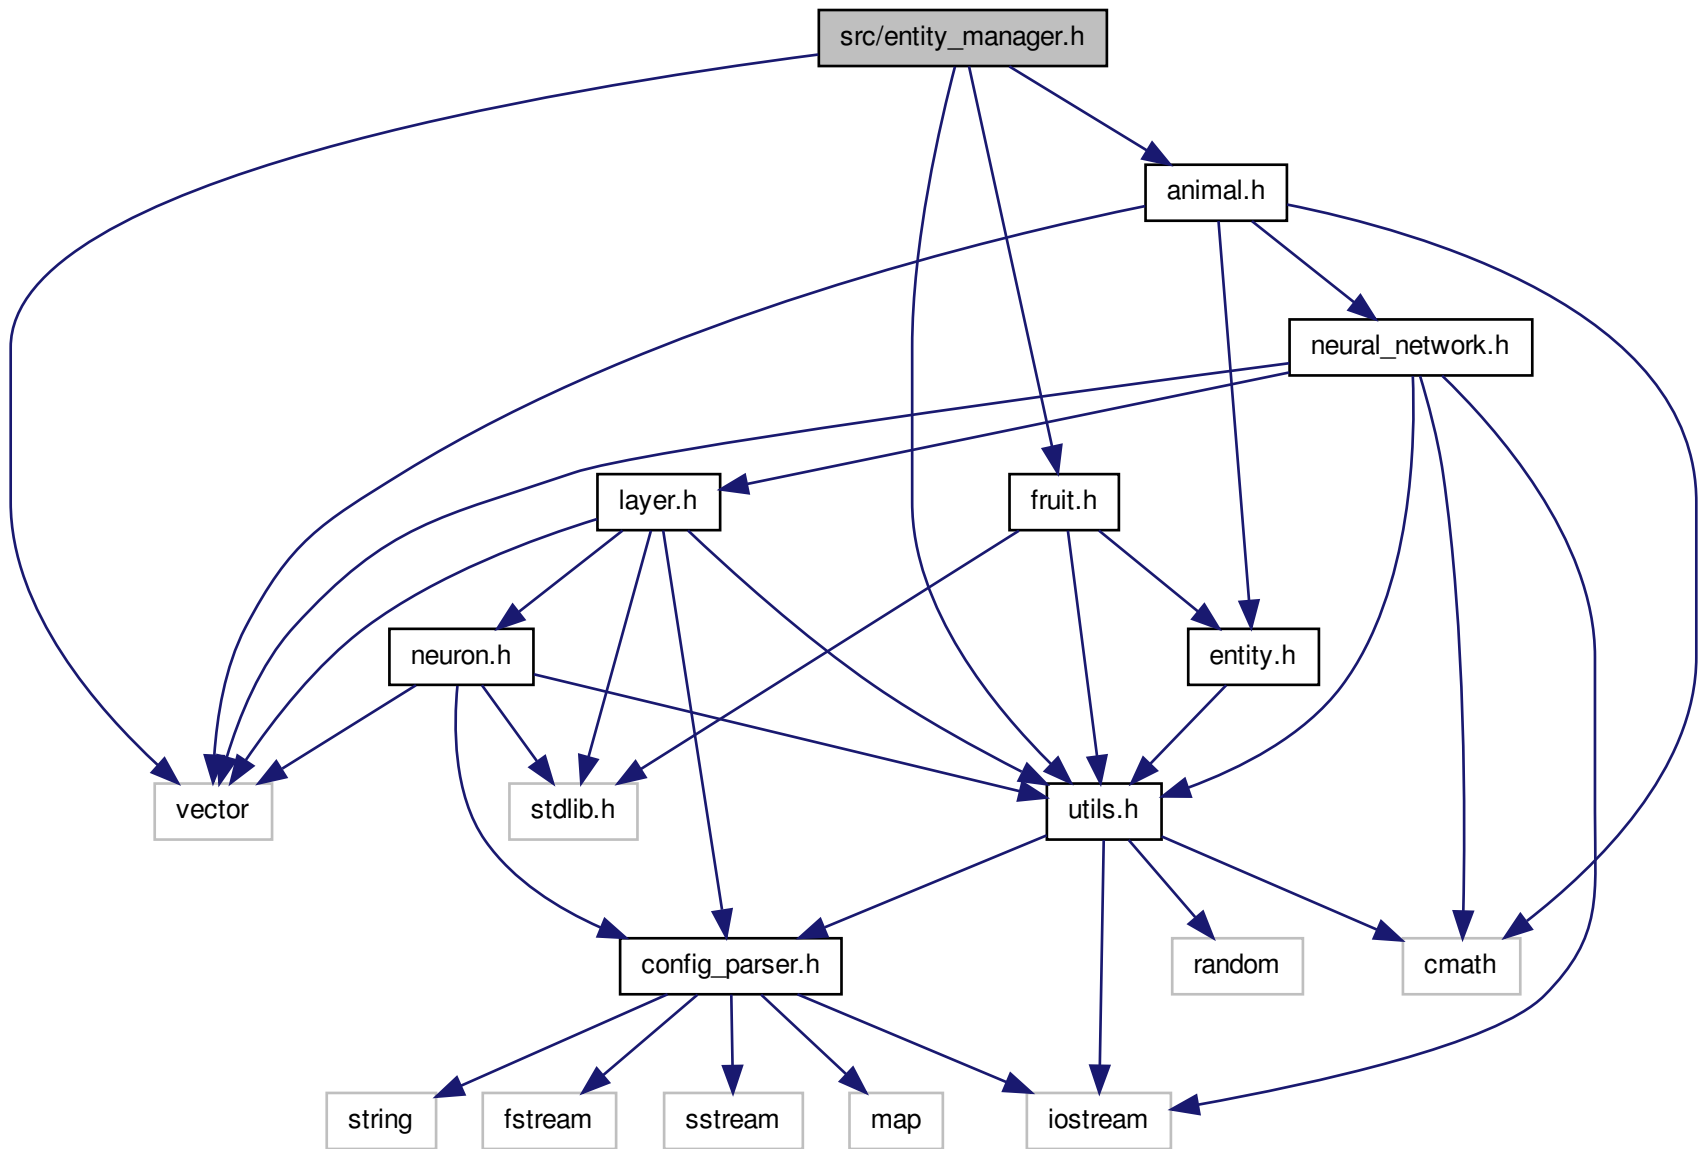 src/entity_manager.h
animal.h
neural_network.h
layer.h
fruit.h
neuron.h
entity.h
vector
stdlib.h
utils.h
config_parser.h
random
cmath
string
fstream
sstream
map
iostream